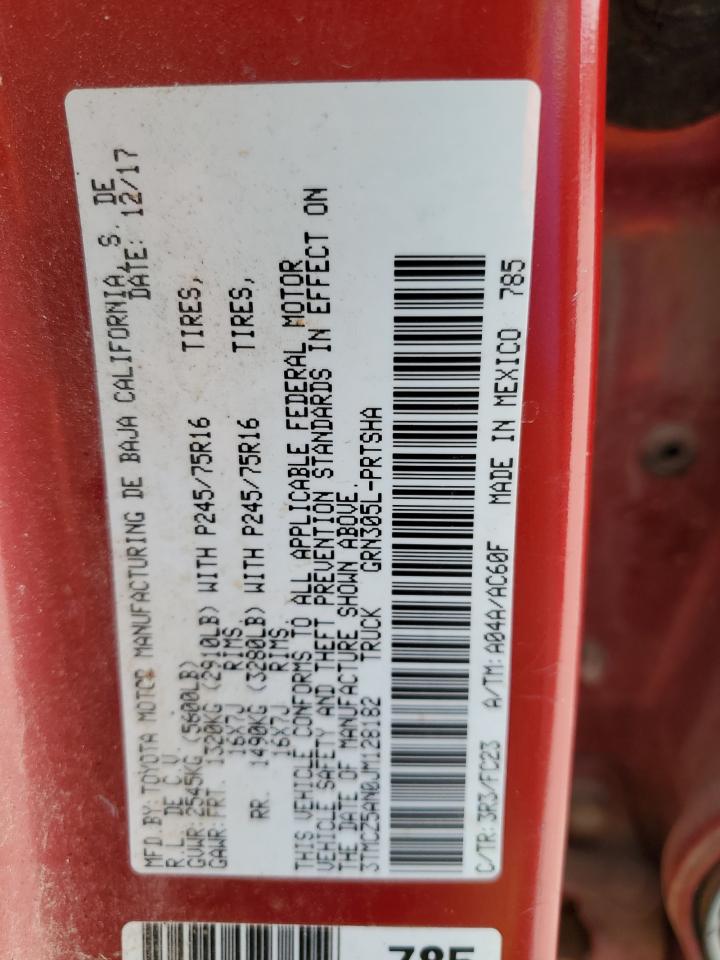 MFD.BY:TOYOTA MOTOR MANUFACTURING DE BAJA CALIFORNIA, S. DE
R.L. DE C.V. DATE: 12/17
GVWR:2545KG (5600LB)
GAWR:FRT. 1320KG (2910LB) WITH P245/75R16 TIRES,
16X7J RIMS.
RR. 1490KG (3280LB) WITH P245/75R16 TIRES,
16X7J RIMS.
THIS VEHICLE CONFORMS TO ALL APPLICABLE FEDERAL MOTOR
VEHICLE SAFETY AND THEFT PREVENTION STANDARDS IN EFFECT ON
THE DATE OF MANUFACTURE SHOWN ABOVE.
3TMCZ5AN0JM128182 TRUCK GRN305L-PRTSHA
C/TR:3R3/FC23 A/TM:A04A/AC60F MADE IN MEXICO 785
785